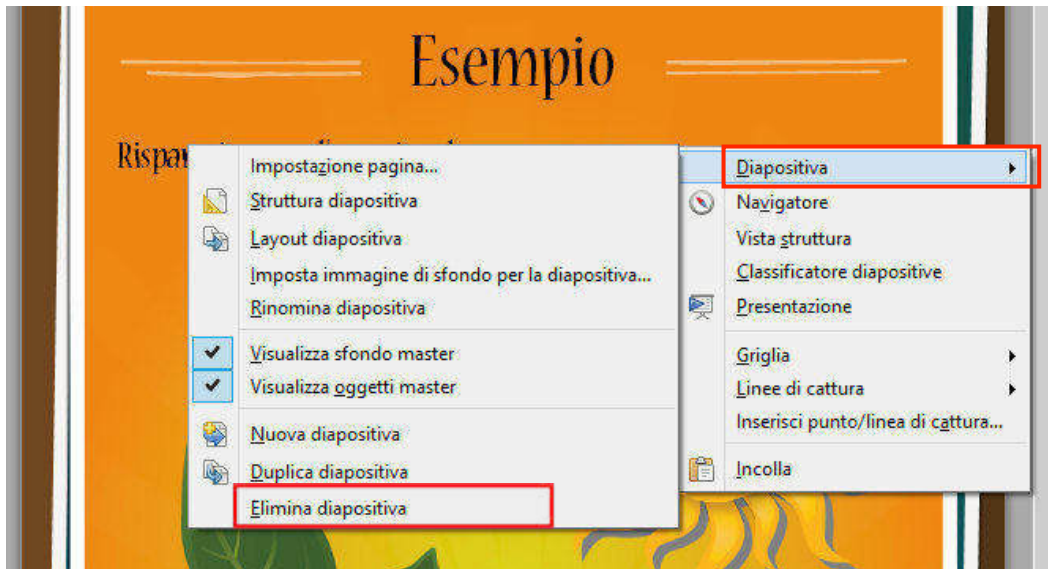 Esempio
Impostazione pagina...
Struttura diapositiva
Layout diapositiva
Imposta immagine di sfondo per la diapositiva...
Rinomina diapositiva
Visualizza sfondo master
Visualizza oggetti master
Nuova diapositiva
Duplica diapositiva
Elimina diapositiva
Diapositiva
Navigatore
Vista struttura
Classificatore diapositive
Presentazione
Griglia
Linee di cattura
Inserisci punto/linea di cattura...
Incolla